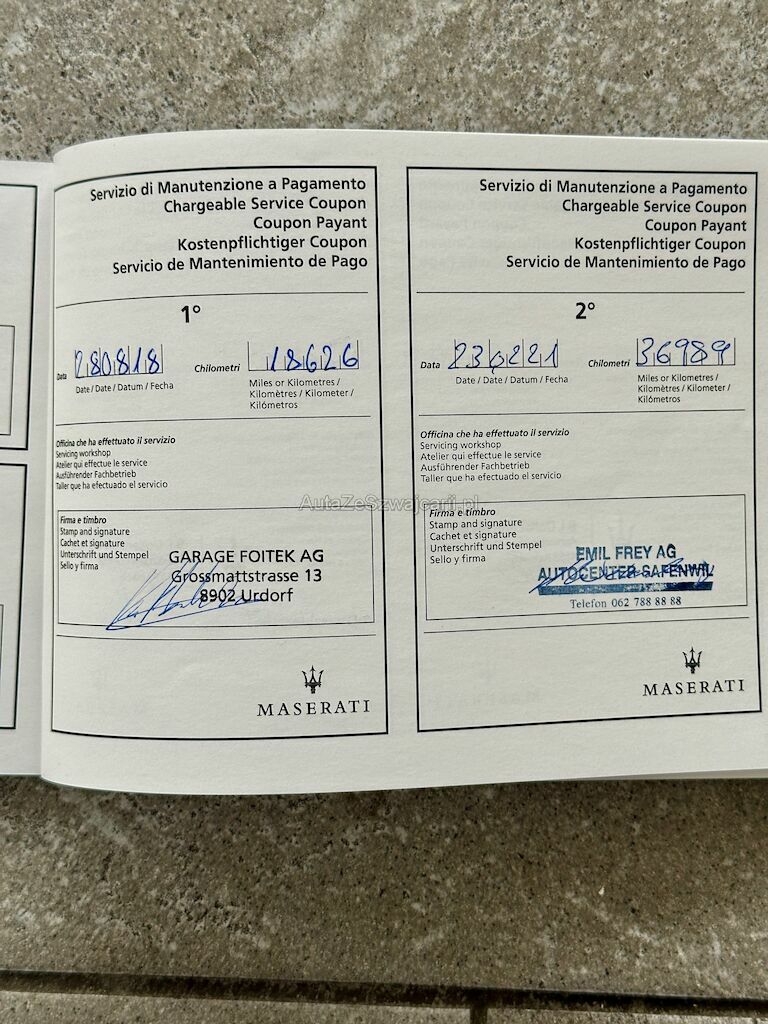 Servizio di Manutenzione a Pagamento
Chargeable Service Coupon
Coupon Payant
Kostenpflichtiger Coupon
Servicio de Mantenimiento de Pago
1°
Data 280818 Chilometri 18626
Date / Date / Datum / Fecha
Miles or Kilometres /
Kilomètres / Kilometer /
Kilómetros
Officina che ha effettuato il servizio
Servicing workshop
Atelier qui effectue le service
Ausführender Fachbetrieb
Taller que ha efectuado el servicio
Firma e timbro
Stamp and signature
Cachet et signature
Unterschrift und Stempel
Sello y firma
GARAGE FOITEK AG
Grossmattstrasse 13
8902 Urdorf
MASERATI
Servizio di Manutenzione a Pagamento
Chargeable Service Coupon
Coupon Payant
Kostenpflichtiger Coupon
Servicio de Mantenimiento de Pago
2°
Data 230221 Chilometri 36989
Date / Date / Datum / Fecha
Miles or Kilometres /
Kilomètres / Kilometer /
Kilómetros
Officina che ha effettuato il servizio
Servicing workshop
Atelier qui effectue le service
Ausführender Fachbetrieb
Taller que ha efectuado el servicio
Firma e timbro
Stamp and signature
Cachet et signature
Unterschrift und Stempel
Sello y firma
EMIL FREY AG
AUTOCENTER SAFENWIL
Telefon 062 788 88 88
MASERATI
AutaZeSzwajcarii.pl